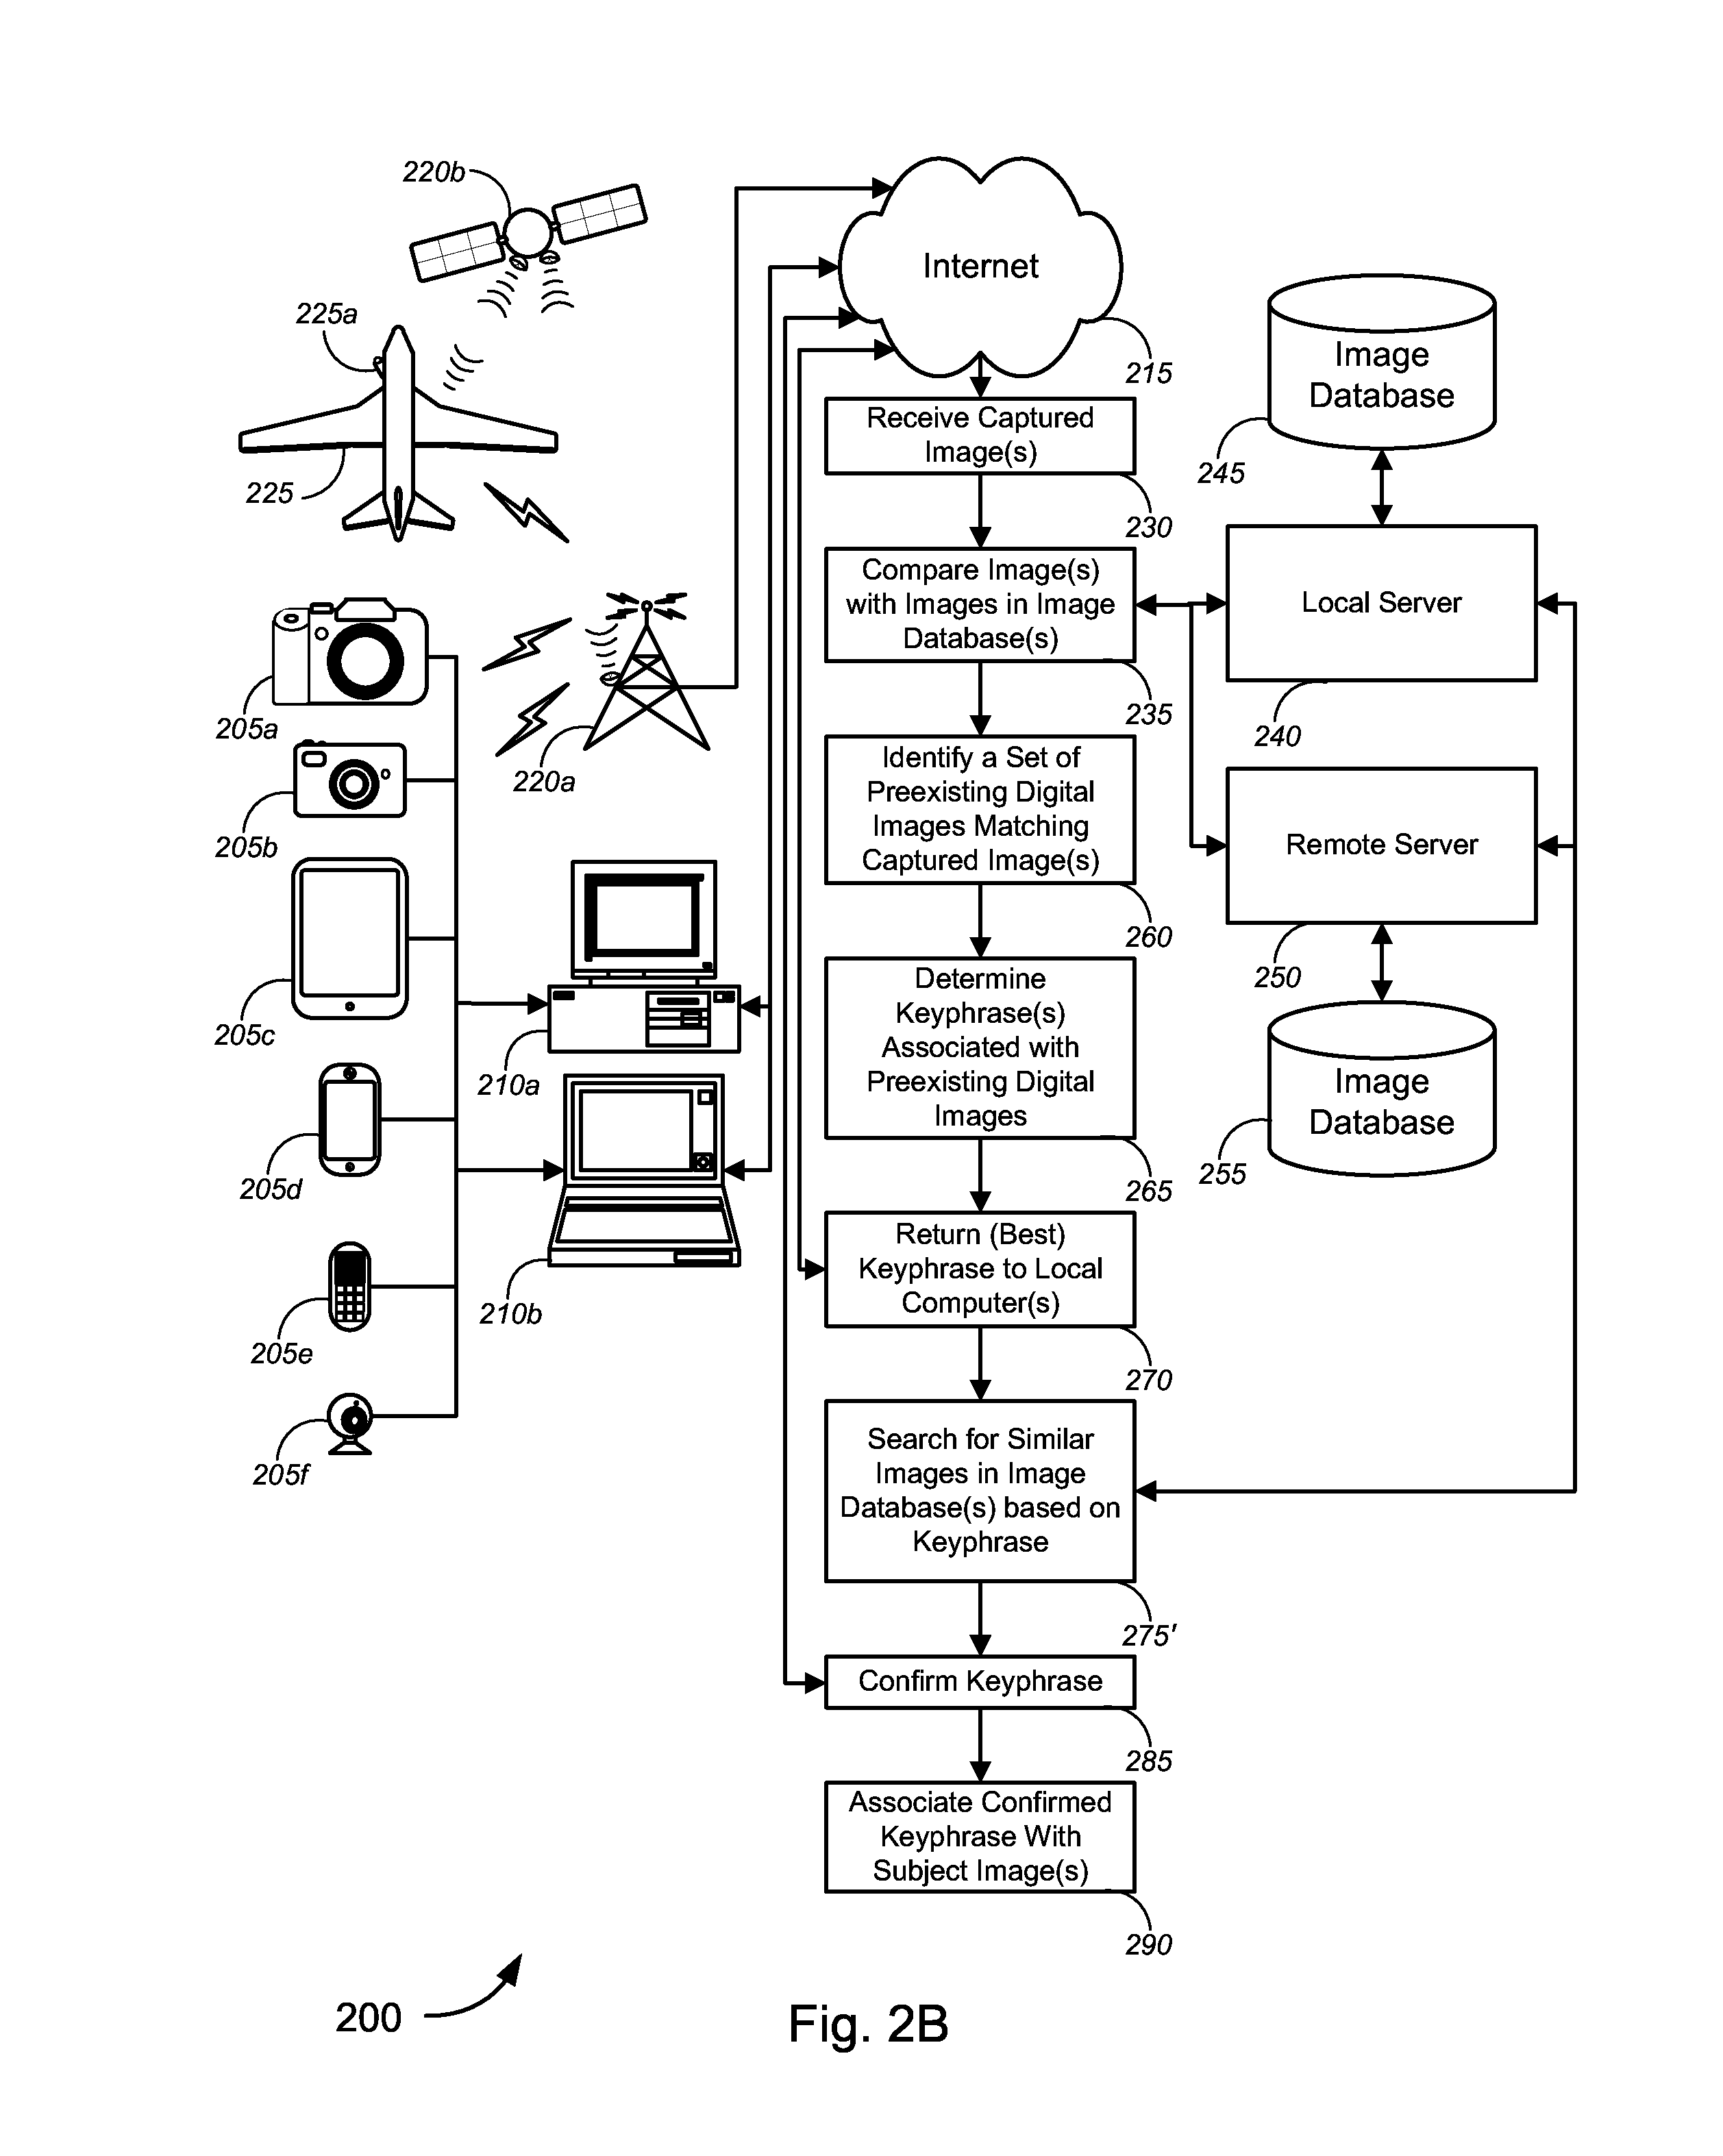 220b
225a
225
205a
205b
205c
205d
205e
205f
220a
210a
210b
Internet
215
Receive Captured
Image(s)
230
Compare Image(s)
with Images in Image
Database(s)
235
Identify a Set of
Preexisting Digital
Images Matching
Captured Image(s)
260
Determine
Keyphrase(s)
Associated with
Preexisting Digital
Images
265
Return (Best)
Keyphrase to Local
Computer(s)
270
Search for Similar
Images in Image
Database(s) based on
Keyphrase
275'
Confirm Keyphrase
285
Associate Confirmed
Keyphrase With
Subject Image(s)
290
Image
Database
245
Local Server
240
Remote Server
250
Image
Database
255
200
Fig. 2B